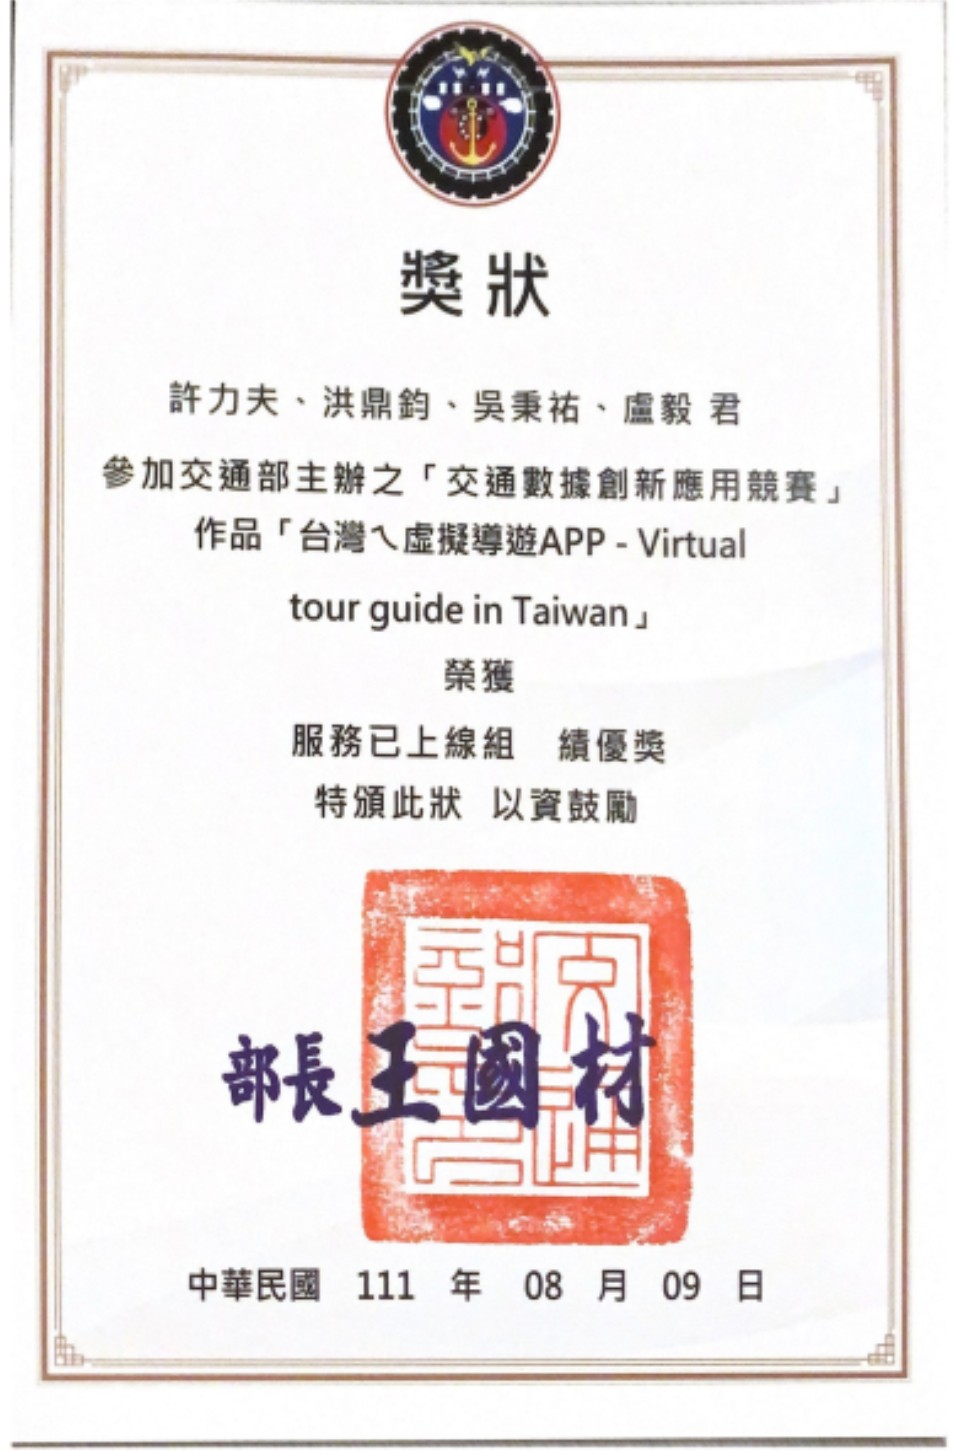 獎狀
許力夫、洪鼎鈞、吳秉祐、盧毅 君
參加交通部主辦之「交通數據創新應用競賽」
作品「台灣ㄟ虛擬導遊APP - Virtual
tour guide in Taiwan」
榮獲
服務已上線組 績優獎
特頒此狀 以資鼓勵
部長王國材
中華民國 111 年 08 月 09 日